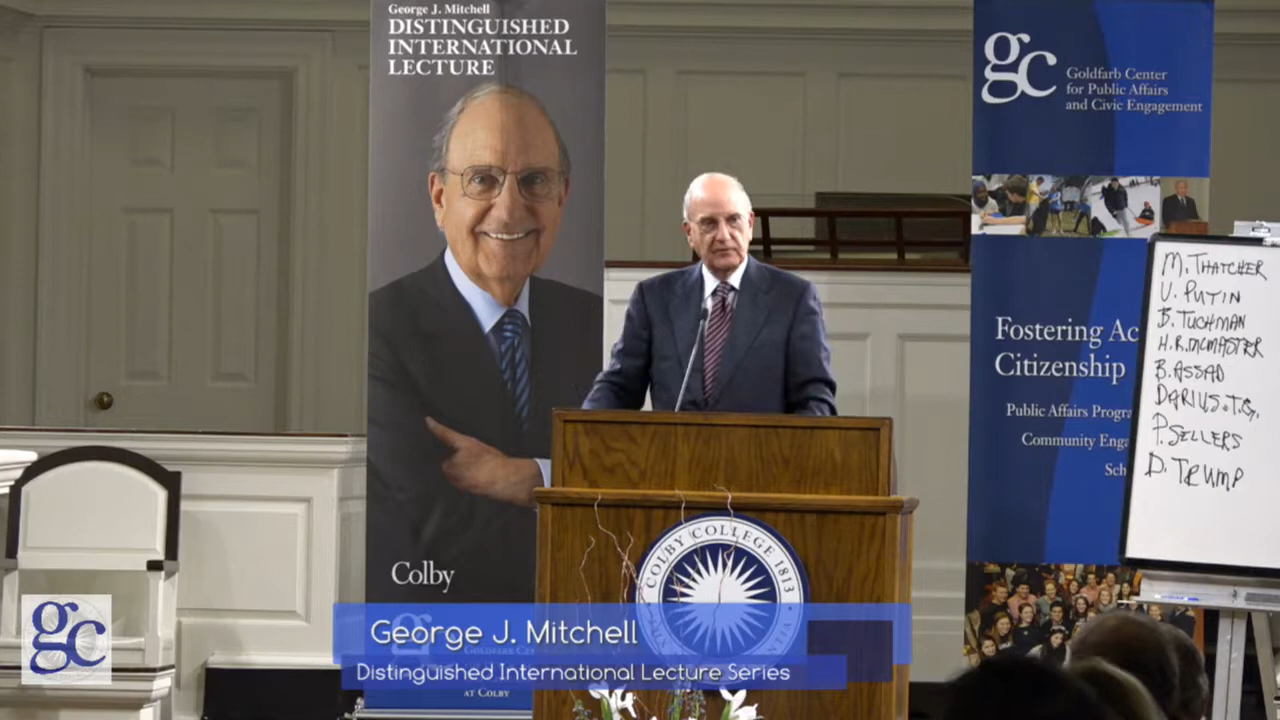 George J. Mitchell
DISTINGUISHED
INTERNATIONAL
LECTURE
Colby
AT COLBY
gc
Goldfarb Center
for Public Affairs
and Civic Engagement
Fostering Ac
Citizenship
Public Affairs Progra
Community Enga
Sch
M. THATCHER
V. PUTIN
B. TUCHMAN
H.R. MCMASTER
B. ASSAD
DARIUS.T.G.
P. SELLERS
D. TRUMP
COLBY COLLEGE 1813
gc
George J. Mitchell
Distinguished International Lecture Series